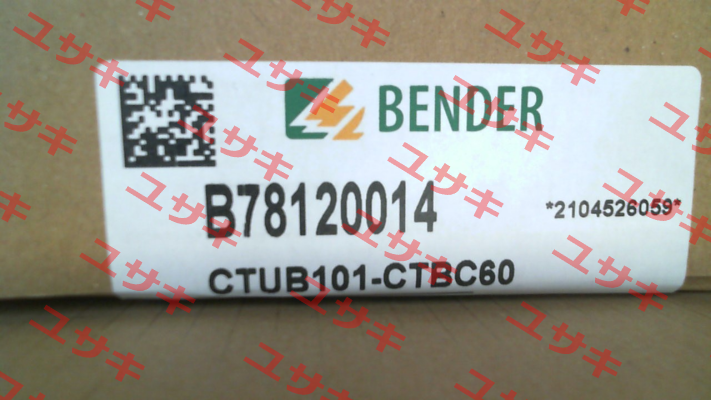 BENDER
B78120014
*2104526059*
CTUB101-CTBC60
ユサキ